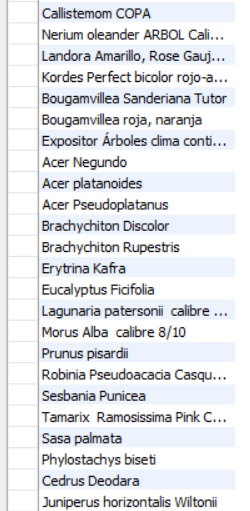 Callistemom COPA
Nerium oleander ARBOL Cali...
Landora Amarillo, Rose Gauj...
Kordes Perfect bicolor rojo-a...
Bougamvillea Sanderiana Tutor
Bougamvillea roja, naranja
Expositor Árboles clima conti...
Acer Negundo
Acer platanoides
Acer Pseudoplatanus
Brachychiton Discolor
Brachychiton Rupestris
Erytrina Kafra
Eucalyptus Ficifolia
Lagunaria patersonii calibre ...
Morus Alba calibre 8/10
Prunus pisardii
Robinia Pseudoacacia Casqu...
Sesbania Punicea
Tamarix Ramosissima Pink C...
Sasa palmata
Phylostachys biseti
Cedrus Deodara
Juniperus horizontalis Wiltonii